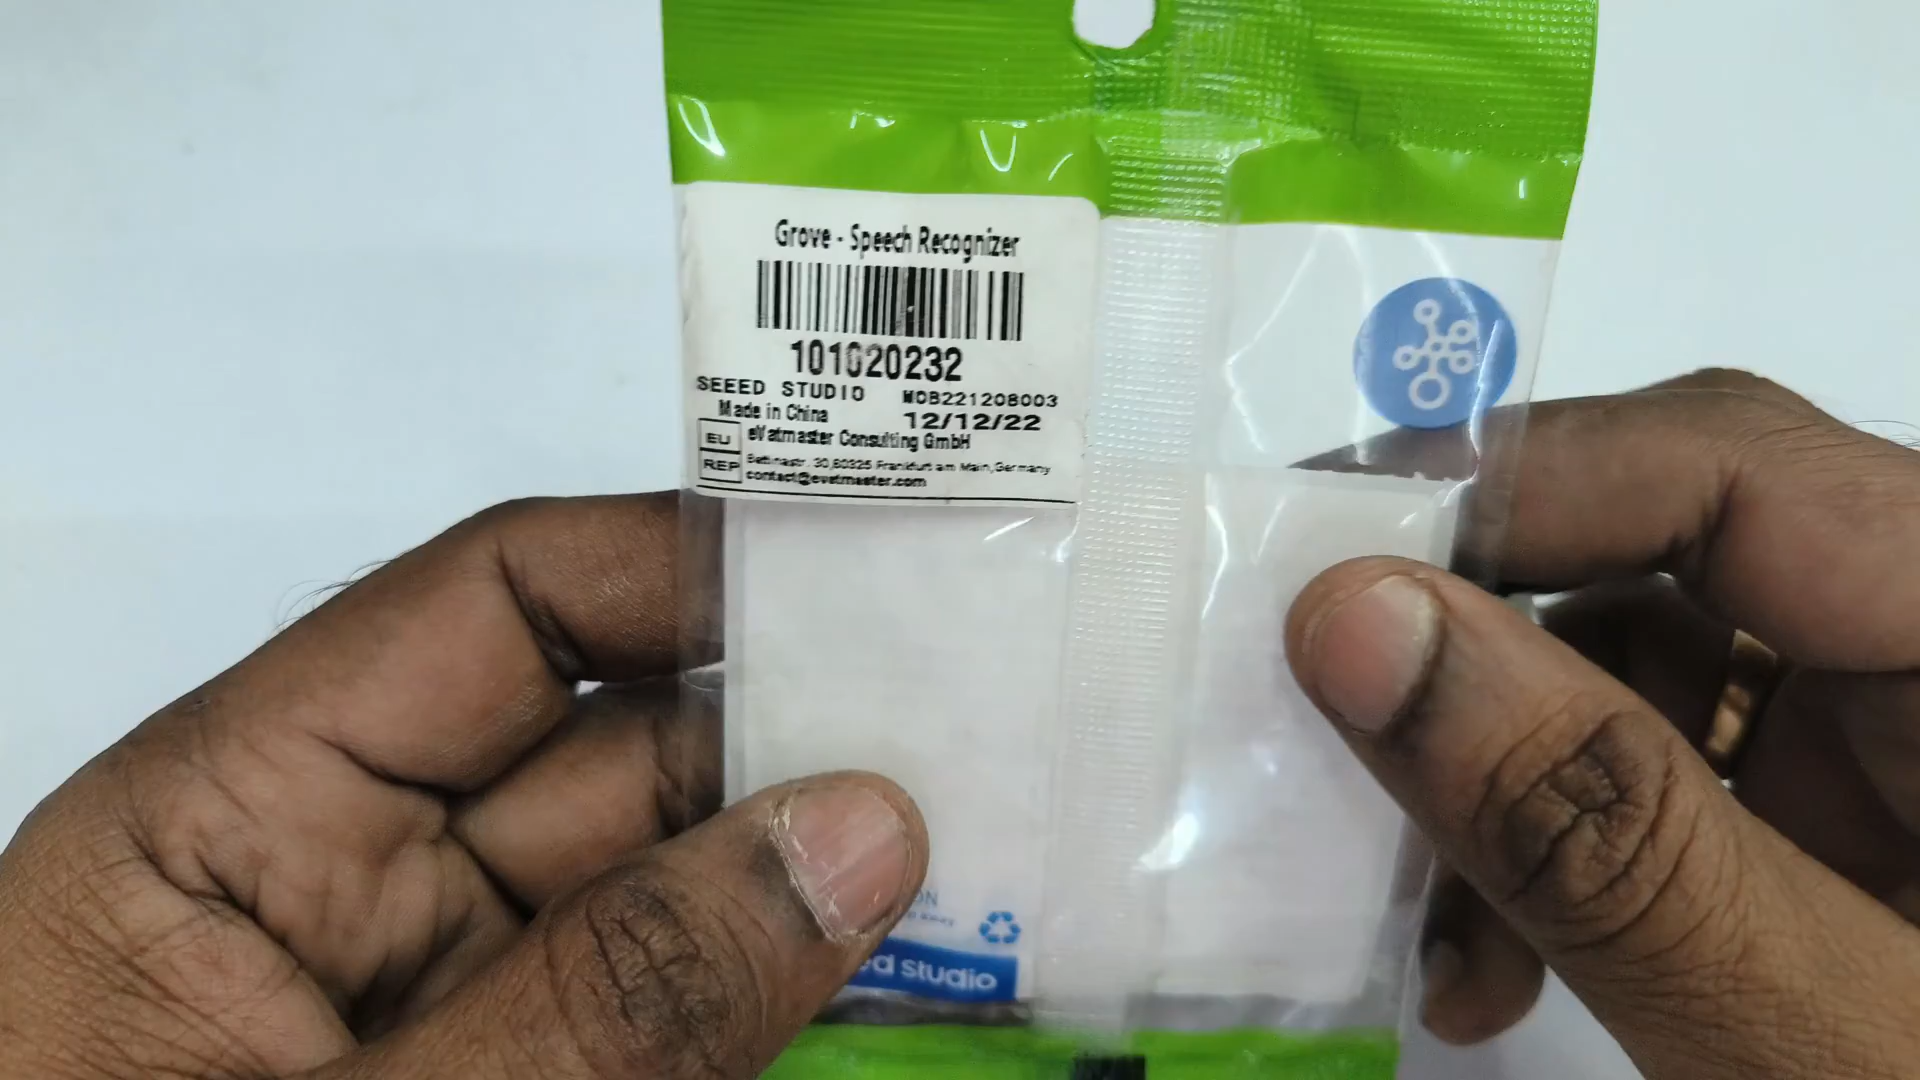 Grove - Speech Recognizer
101020232
SEEED STUDIO MOB221208003
Made in China 12/12/22
EU eVatmaster Consulting GmbH
REP Bettinastr. 30,60325 Frankfurt am Main,Germany
contact@evatmaster.com
studio